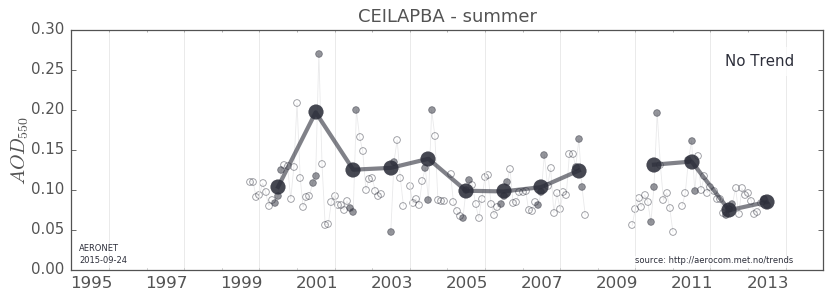 CEILAPBA - summer
0.30
0.25
0.20
0.15
0.10
0.05
0.00
AOD550
No Trend
AERONET
2015-09-24
source: http://aerocom.met.no/trends
1995 1997 1999 2001 2003 2005 2007 2009 2011 2013